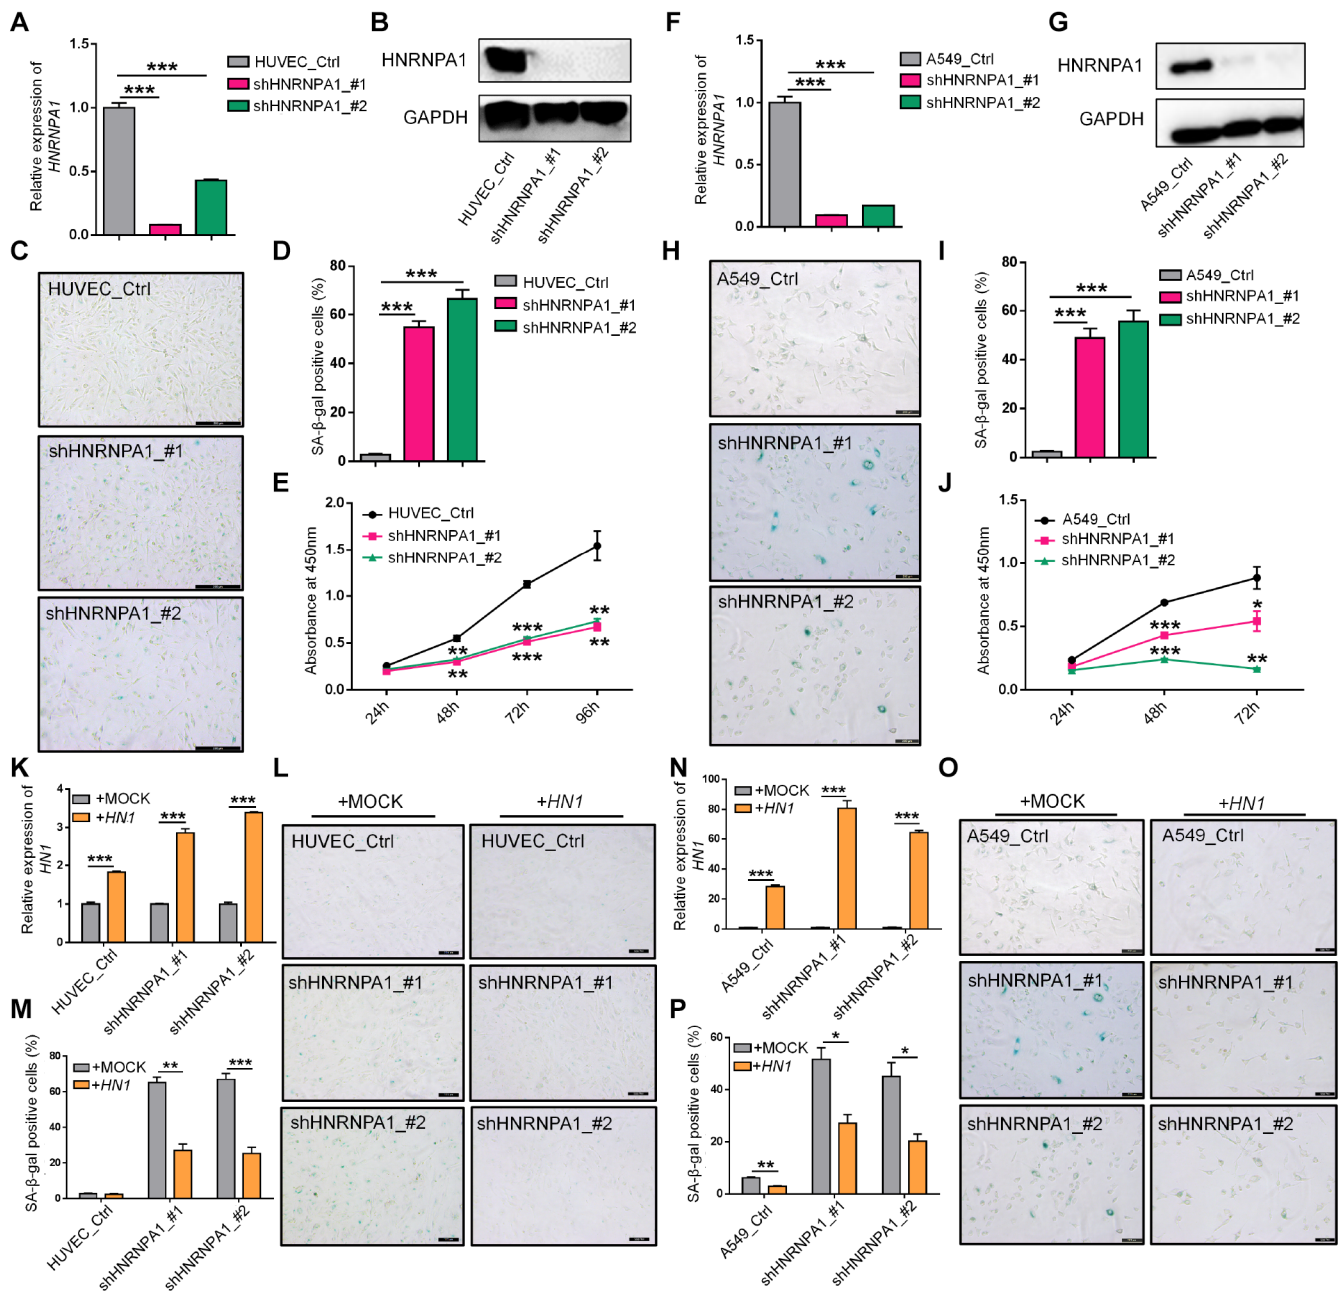 A
Relative expression of
HNRNPA1
1.5
1.0
0.5
0.0
***
***
HUVEC_Ctrl
shHNRNPA1_#1
shHNRNPA1_#2
B
HNRNPA1
GAPDH
HUVEC_Ctrl
shHNRNPA1_#1
shHNRNPA1_#2
F
Relative expression of
HNRNPA1
1.5
1.0
0.5
0.0
***
***
A549_Ctrl
shHNRNPA1_#1
shHNRNPA1_#2
G
HNRNPA1
GAPDH
A549_Ctrl
shHNRNPA1_#1
shHNRNPA1_#2
C
HUVEC_Ctrl
shHNRNPA1_#1
shHNRNPA1_#2
D
SA-β-gal positive cells (%)
80
60
40
20
0
***
***
HUVEC_Ctrl
shHNRNPA1_#1
shHNRNPA1_#2
E
Absorbance at 450nm
2.0
1.5
1.0
0.5
0.0
HUVEC_Ctrl
shHNRNPA1_#1
shHNRNPA1_#2
**
**
***
***
**
**
24h
48h
72h
96h
H
A549_Ctrl
shHNRNPA1_#1
shHNRNPA1_#2
I
SA-β-gal positive cells (%)
80
60
40
20
0
***
***
A549_Ctrl
shHNRNPA1_#1
shHNRNPA1_#2
J
Absorbance at 450nm
1.5
1.0
0.5
0.0
A549_Ctrl
shHNRNPA1_#1
shHNRNPA1_#2
***
***
*
**
24h
48h
72h
K
Relative expression of
HN1
4
3
2
1
0
+MOCK
+HN1
***
***
***
HUVEC_Ctrl
shHNRNPA1_#1
shHNRNPA1_#2
L
+MOCK
+HN1
HUVEC_Ctrl
HUVEC_Ctrl
shHNRNPA1_#1
shHNRNPA1_#1
shHNRNPA1_#2
shHNRNPA1_#2
M
SA-β-gal positive cells (%)
80
60
40
20
0
+MOCK
+HN1
**
***
HUVEC_Ctrl
shHNRNPA1_#1
shHNRNPA1_#2
N
Relative expression of
HN1
100
80
60
40
20
0
+MOCK
+HN1
***
***
***
A549_Ctrl
shHNRNPA1_#1
shHNRNPA1_#2
O
+MOCK
+HN1
A549_Ctrl
A549_Ctrl
shHNRNPA1_#1
shHNRNPA1_#1
shHNRNPA1_#2
shHNRNPA1_#2
P
SA-β-gal positive cells (%)
60
40
20
0
+MOCK
+HN1
**
*
*
A549_Ctrl
shHNRNPA1_#1
shHNRNPA1_#2